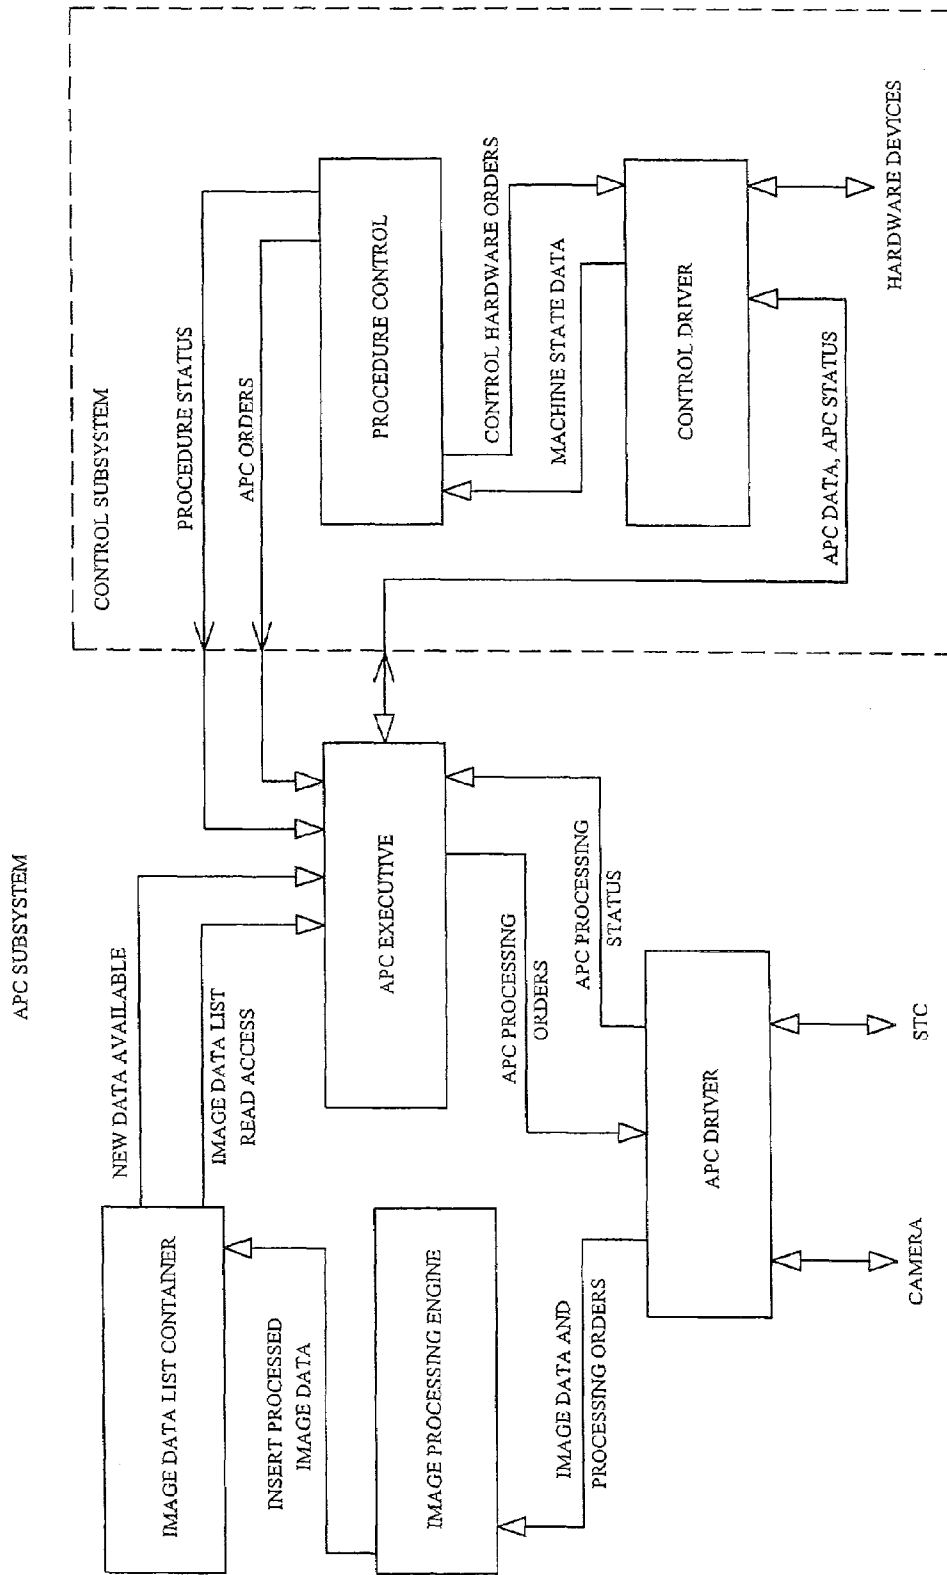 APC SUBSYSTEM
CONTROL SUBSYSTEM
NEW DATA AVAILABLE
IMAGE DATA LIST
READ ACCESS
PROCEDURE STATUS
APC ORDERS
IMAGE DATA LIST CONTAINER
INSERT PROCESSED
IMAGE DATA
IMAGE PROCESSING ENGINE
APC EXECUTIVE
PROCEDURE CONTROL
CONTROL HARDWARE ORDERS
MACHINE STATE DATA
APC PROCESSING
ORDERS
APC PROCESSING
STATUS
IMAGE DATA AND
PROCESSING ORDERS
APC DRIVER
CONTROL DRIVER
APC DATA, APC STATUS
CAMERA
STC
HARDWARE DEVICES